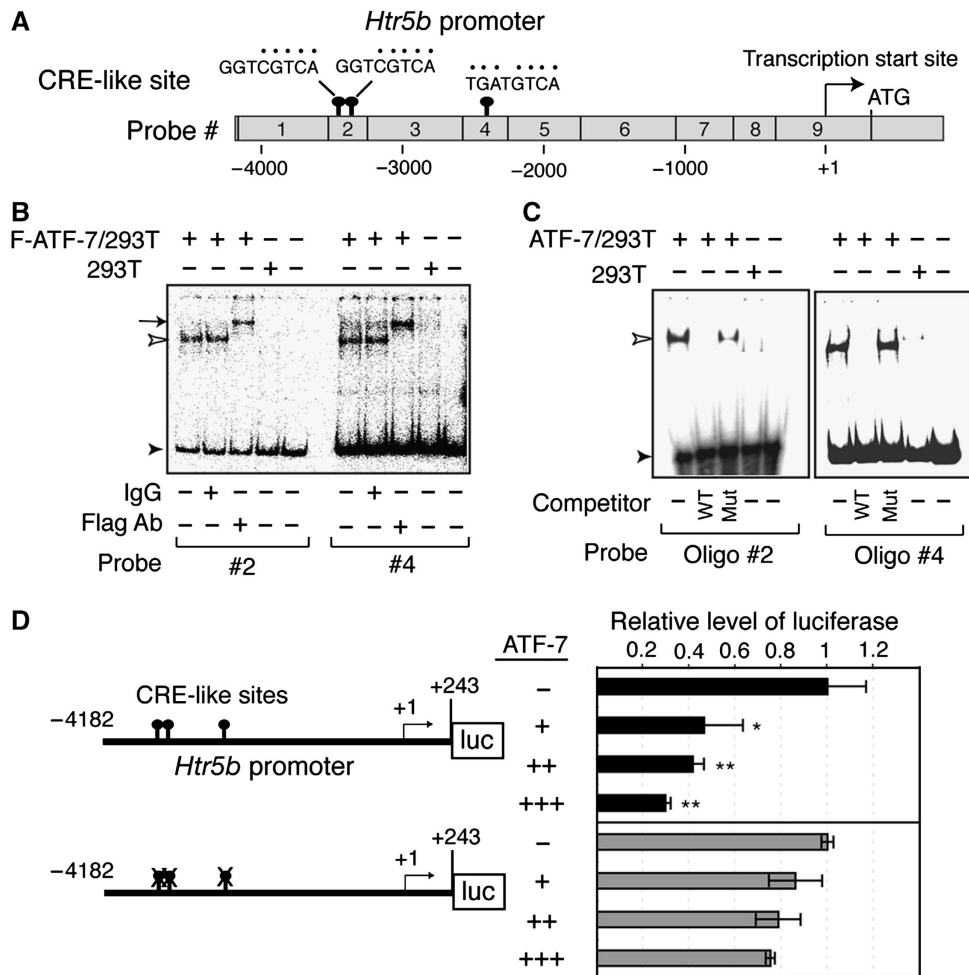 A
Htr5b promoter
GGTCGTCA GGTCGTCA
TGATGTCA
CRE-like site
Transcription start site
ATG
Probe # 1 2 3 4 5 6 7 8 9
−4000 −3000 −2000 −1000 +1
B
F-ATF-7/293T + + + − − + + + − −
293T − − − + − − − − + −
IgG − + − − − − + − − −
Flag Ab − − + − − − − + − −
Probe #2 #4
C
ATF-7/293T + + + − − + + + − −
293T − − − + − − − − + −
Competitor − WT Mut − − − WT Mut − −
Probe Oligo #2 Oligo #4
D
Relative level of luciferase
ATF-7
0.2 0.4 0.6 0.8 1 1.2
CRE-like sites
−4182 +1 +243
luc
Htr5b promoter
−
+ *
++ **
+++ **
−4182 +1 +243
luc
−
+
++
+++